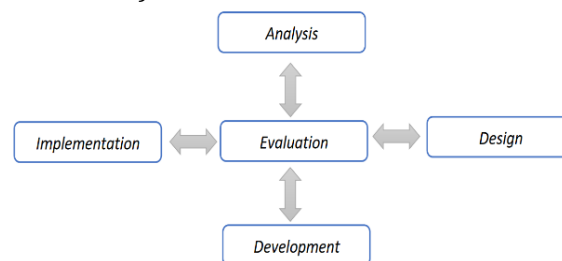 Analysis
Implementation
Evaluation
Design
Development